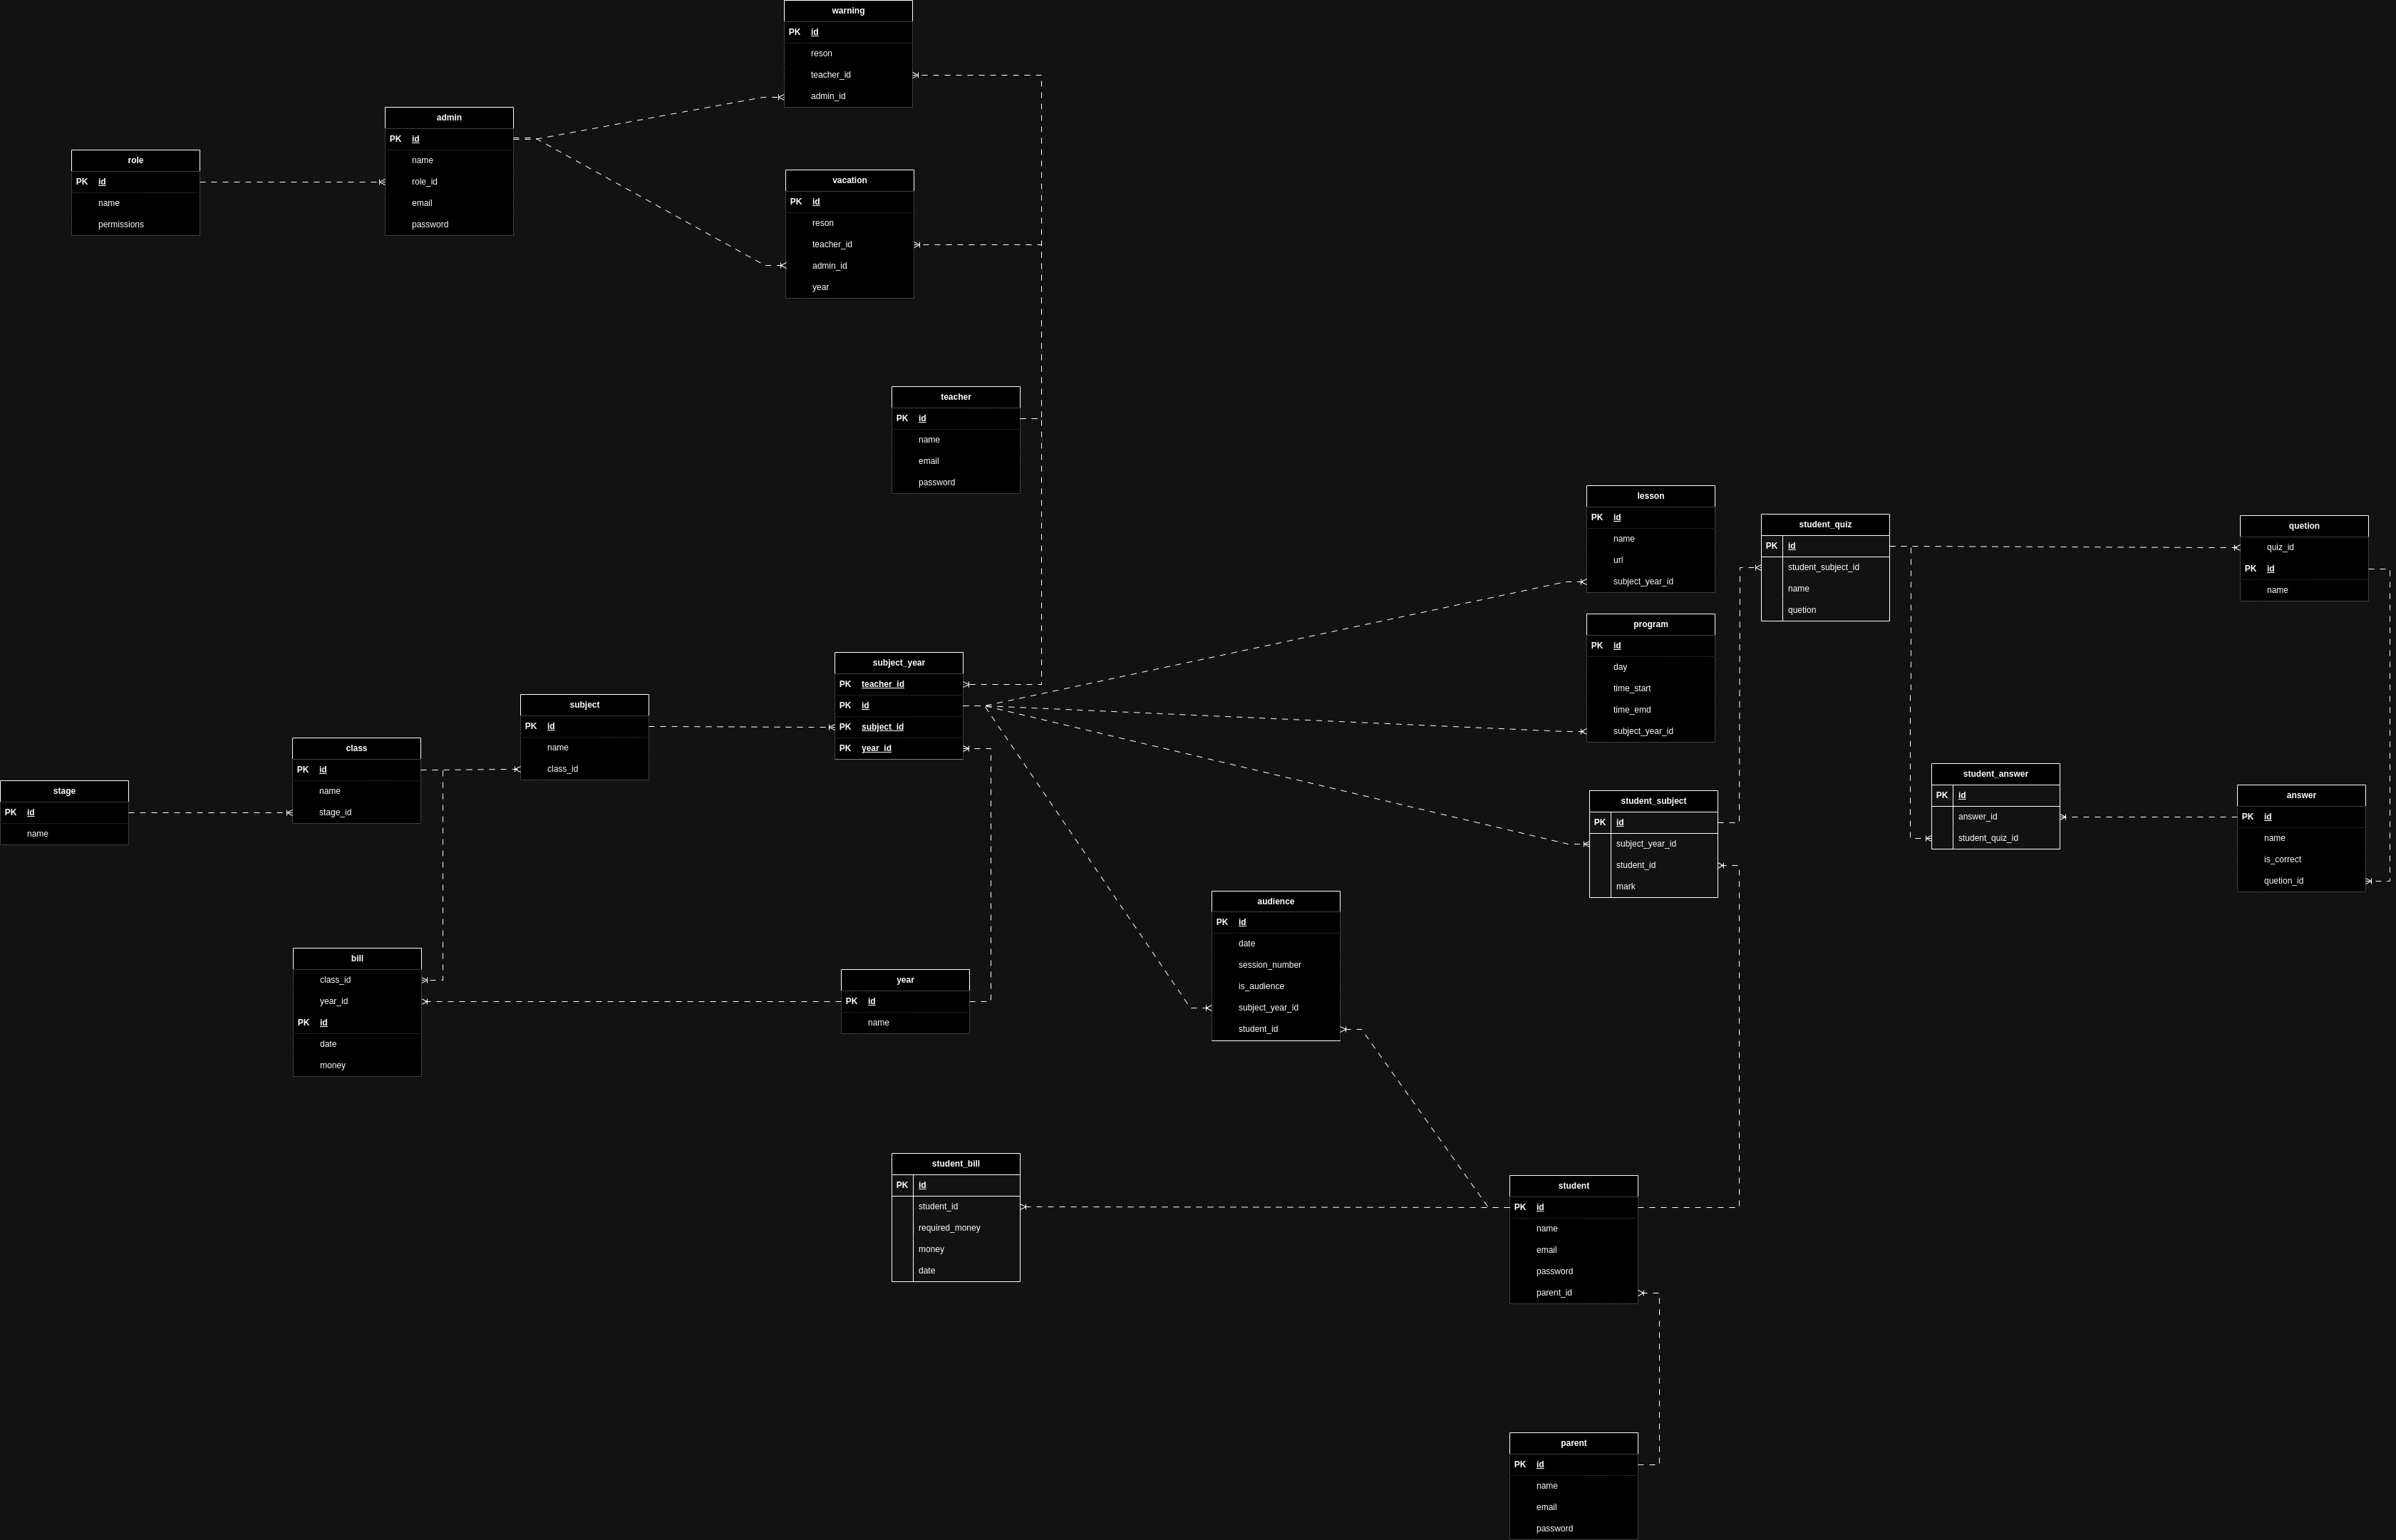 warning
PK id
reson
teacher_id
admin_id
admin
PK id
name
role_id
email
password
role
PK id
name
permissions
vacation
PK id
reson
teacher_id
admin_id
year
teacher
PK id
name
email
password
lesson
PK id
name
url
subject_year_id
student_quiz
PK id
student_subject_id
name
quetion
quetion
quiz_id
PK id
name
program
PK id
day
time_start
time_emd
subject_year_id
subject_year
PK teacher_id
PK id
PK subject_id
PK year_id
subject
PK id
name
class_id
class
PK id
name
stage_id
stage
PK id
name
student_answer
PK id
answer_id
student_quiz_id
answer
PK id
name
is_correct
quetion_id
student_subject
PK id
subject_year_id
student_id
mark
audience
PK id
date
session_number
is_audience
subject_year_id
student_id
bill
class_id
year_id
PK id
date
money
year
PK id
name
student_bill
PK id
student_id
required_money
money
date
student
PK id
name
email
password
parent_id
parent
PK id
name
email
password